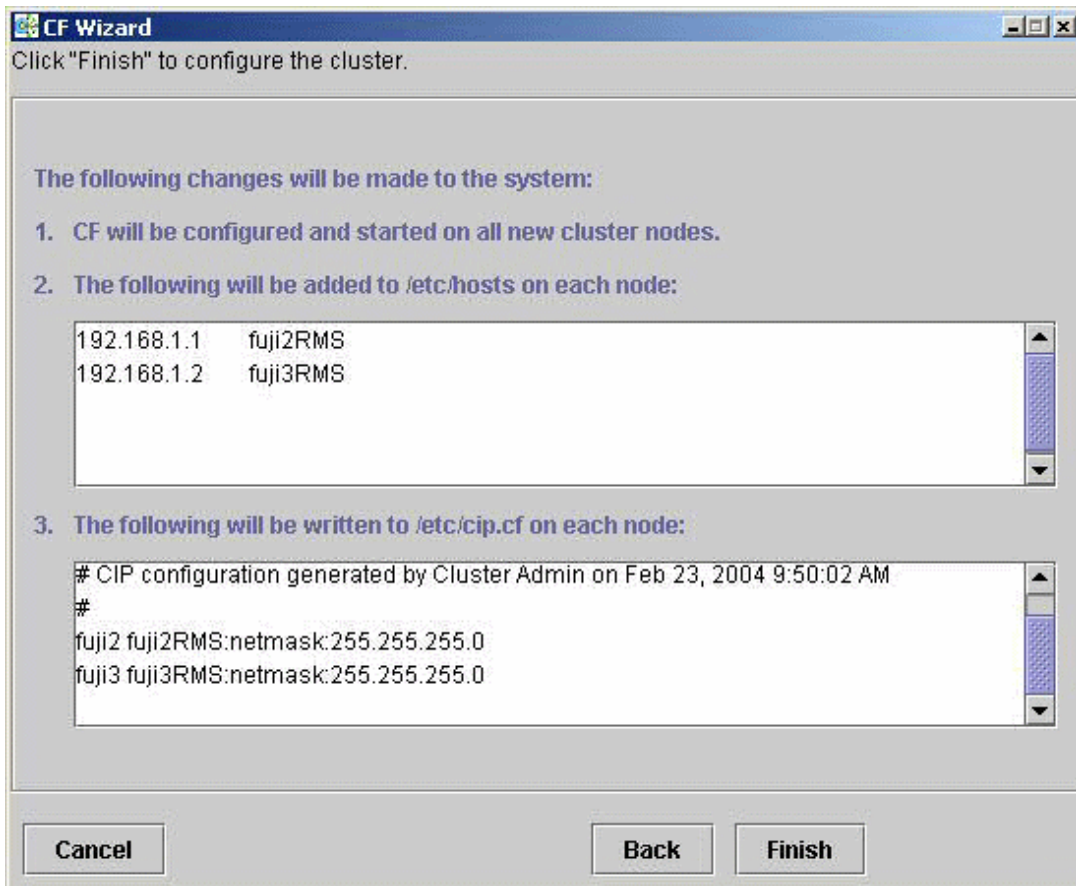 CF Wizard
Click "Finish" to configure the cluster.
The following changes will be made to the system:
1. CF will be configured and started on all new cluster nodes.
2. The following will be added to /etc/hosts on each node:
192.168.1.1 fuji2RMS
192.168.1.2 fuji3RMS
3. The following will be written to /etc/cip.cf on each node:
# CIP configuration generated by Cluster Admin on Feb 23, 2004 9:50:02 AM
#
fuji2 fuji2RMS:netmask:255.255.255.0
fuji3 fuji3RMS:netmask:255.255.255.0
Cancel Back Finish